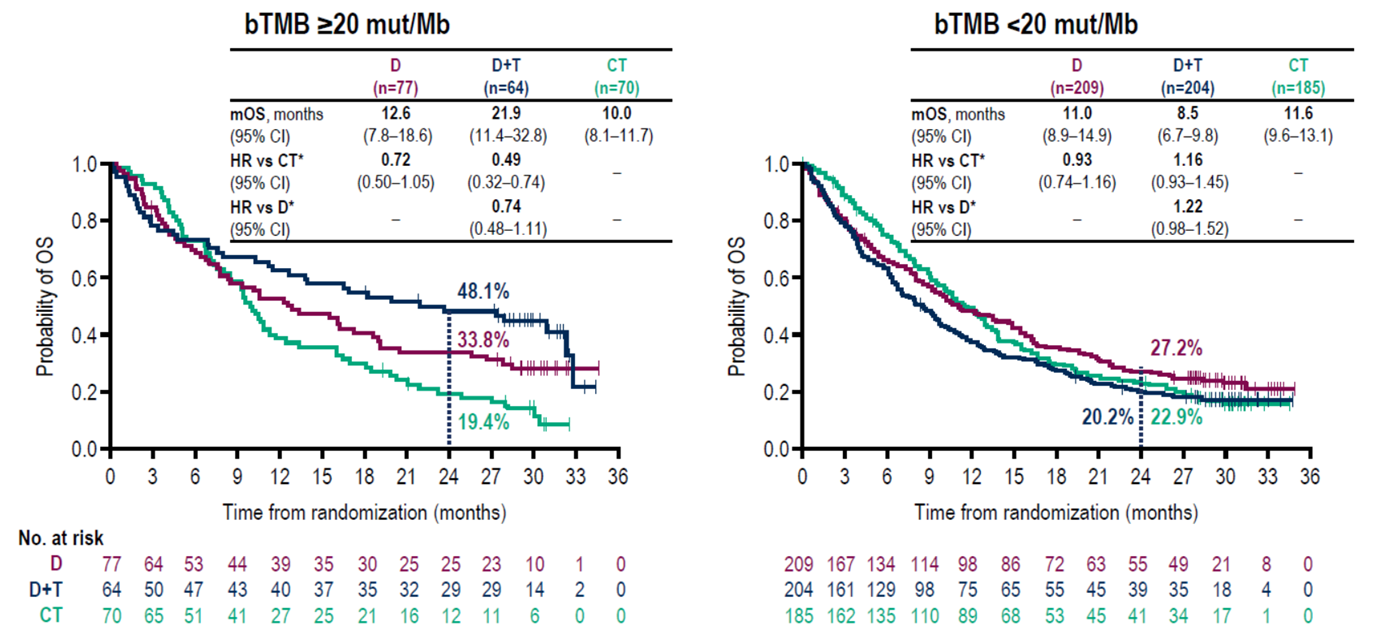 bTMB ≥20 mut/Mb
D D+T CT
(n=77) (n=64) (n=70)
mOS, months 12.6 21.9 10.0
(95% CI) (7.8–18.6) (11.4–32.8) (8.1–11.7)
HR vs CT* 0.72 0.49 –
(95% CI) (0.50–1.05) (0.32–0.74)
HR vs D* – 0.74 –
(95% CI) (0.48–1.11)
Probability of OS
1.0
0.8
0.6
0.4
0.2
0.0
48.1%
33.8%
19.4%
0 3 6 9 12 15 18 21 24 27 30 33 36
Time from randomization (months)
bTMB <20 mut/Mb
D D+T CT
(n=209) (n=204) (n=185)
mOS, months 11.0 8.5 11.6
(95% CI) (8.9–14.9) (6.7–9.8) (9.6–13.1)
HR vs CT* 0.93 1.16 –
(95% CI) (0.74–1.16) (0.93–1.45)
HR vs D* – 1.22 –
(95% CI) (0.98–1.52)
Probability of OS
1.0
0.8
0.6
0.4
0.2
0.0
27.2%
20.2% 22.9%
0 3 6 9 12 15 18 21 24 27 30 33 36
Time from randomization (months)
No. at risk
D 77 64 53 44 39 35 30 25 25 23 10 1 0 209 167 134 114 98 86 72 63 55 49 21 8 0
D+T 64 50 47 43 40 37 35 32 29 29 14 2 0 204 161 129 98 75 65 55 45 39 35 18 4 0
CT 70 65 51 41 27 25 21 16 12 11 6 0 0 185 162 135 110 89 68 53 45 41 34 17 1 0